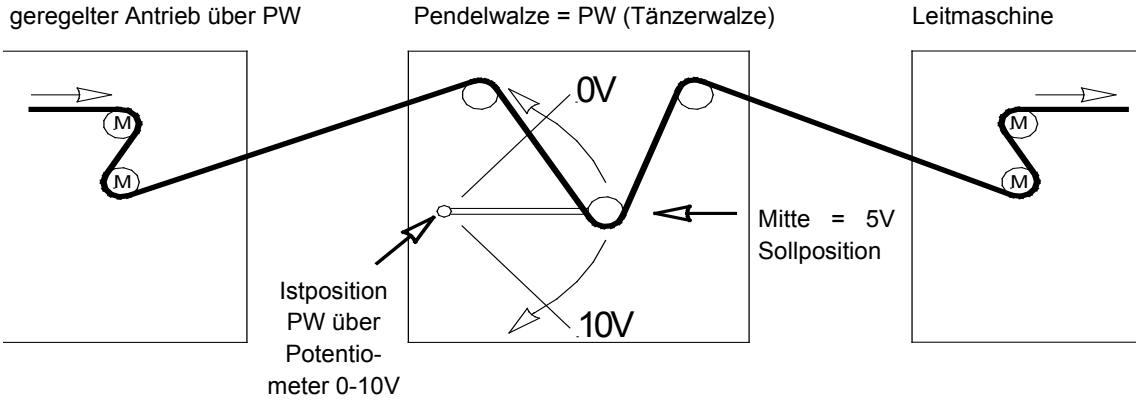 geregelter Antrieb über PW
Pendelwalze = PW (Tänzerwalze)
Leitmaschine
0V
M
M
M
M
Mitte = 5V
Sollposition
Istposition
PW über
Potentio-
meter 0-10V
10V